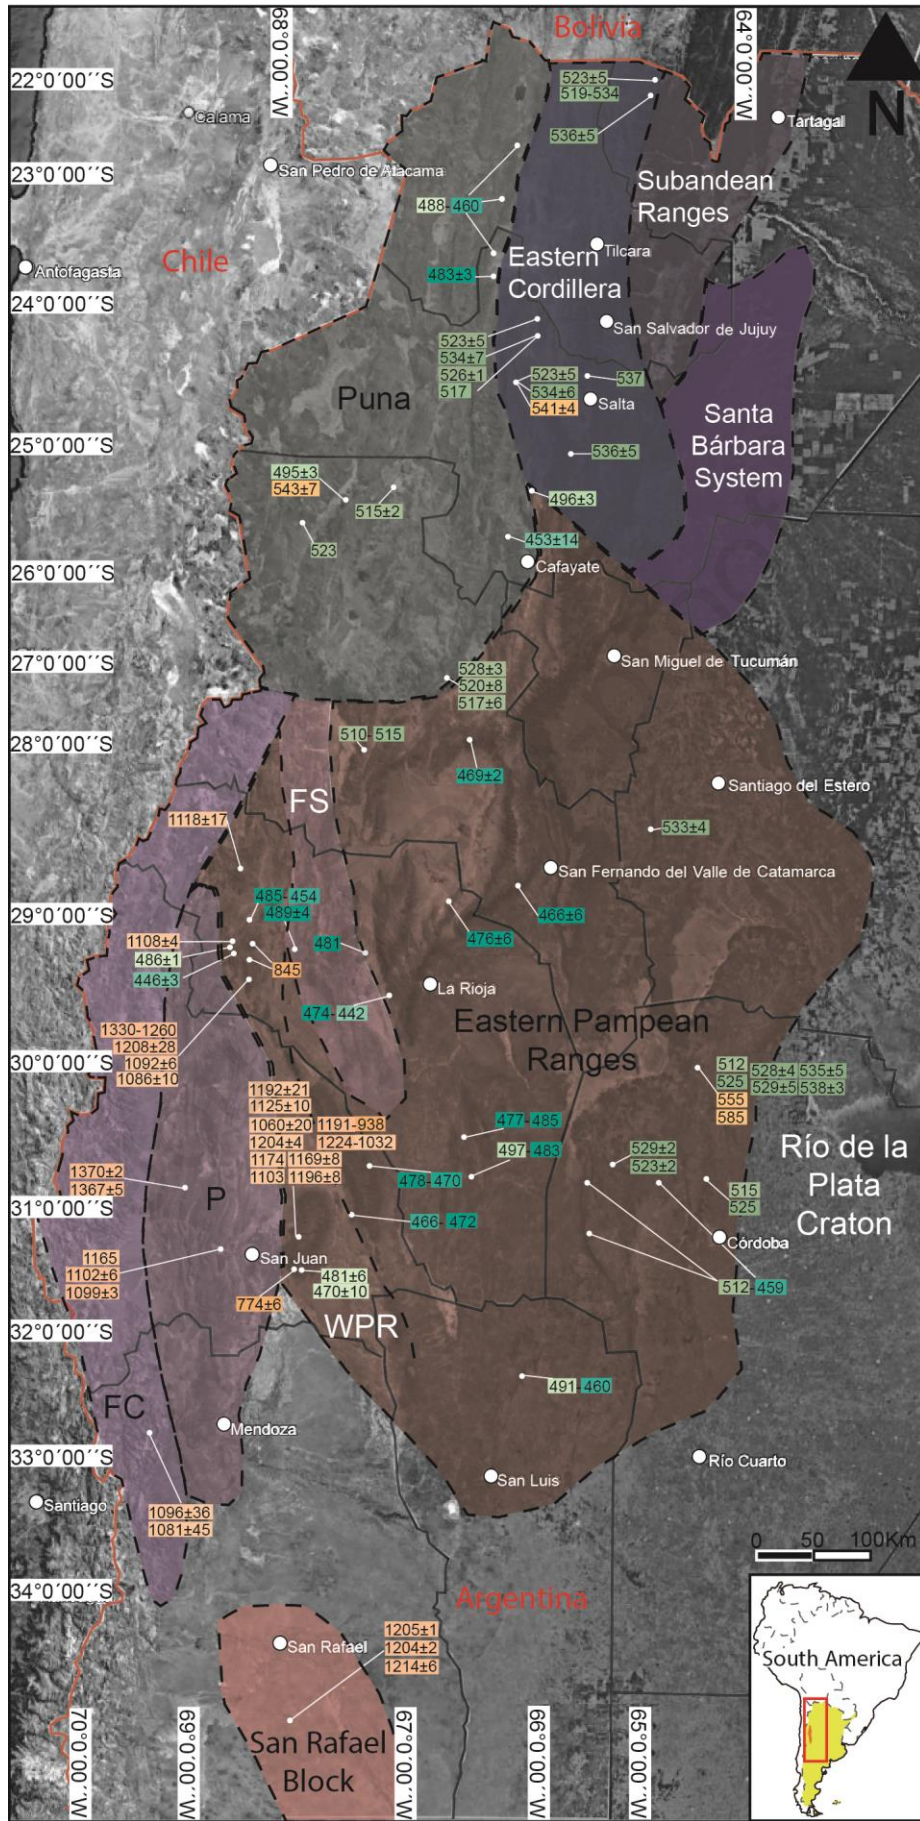 Bolivia
68°0'00´´W
64°0'00´´W
N
22°0'00´´S
523±5
519-534
Calama
Tartagal
536±5
23°0'00´´S
San Pedro de Atacama
Subandean
Ranges
488-460
Tilcara
Chile
Antofagasta
483±3
Eastern
Cordillera
24°0'00´´S
San Salvador de Jujuy
523±5
534±7
526±1
517
523±5
534±6
541±4
537
Salta
Puna
Santa
Bárbara
System
25°0'00´´S
536±5
495±3
543±7
515±2
496±3
523
453±14
26°0'00´´S
Cafayate
27°0'00´´S
San Miguel de Tucumán
528±3
520±8
517±6
28°0'00´´S
510-515
469±2
Santiago del Estero
FS
1118±17
533±4
San Fernando del Valle de Catamarca
29°0'00´´S
485-454
489±4
466±6
1108±4
486±1
446±3
845
481
476±6
La Rioja
474-442
Eastern Pampean
Ranges
30°0'00´´S
1330-1260
1208±28
1092±6
1086±10
512
525
555
585
528±4
529±5
535±5
538±3
1192±21
1125±10
1060±20
1204±4
1174
1103
1191-938
1224-1032
1169±8
1196±8
477-485
497-483
529±2
523±2
Río de la
Plata
Craton
1370±2
1367±5
P
478-470
515
525
31°0'00´´S
466-472
Córdoba
1165
1102±6
1099±3
San Juan
481±6
470±10
774±6
512-459
32°0'00´´S
WPR
491-460
FC
Mendoza
33°0'00´´S
Río Cuarto
San Luis
Santiago
1096±36
1081±45
0 50 100Km
34°0'00´´S
Argentina
1205±1
1204±2
1214±6
San Rafael
South America
San Rafael
Block
70°0'00´´W
69°0'00´´W
67°0'00´´W
66°0'00´´W
65°0'00´´W